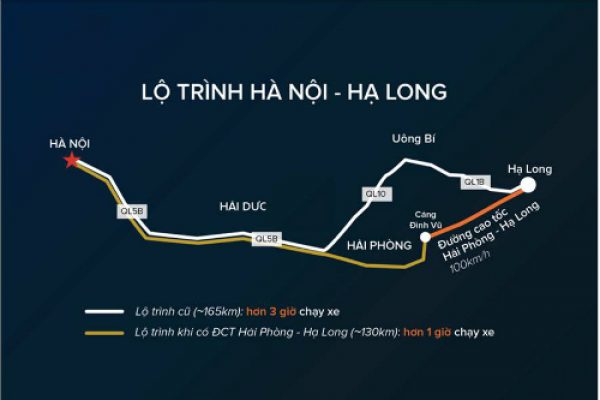 LỘ TRÌNH HÀ NỘI - HẠ LONG
HÀ NỘI
Uông Bí
Hạ Long
QL10
QL1B
QL5B
HẢI DƯC
QL5B
HẢI PHÒNG
Cảng
Đình Vũ
Đường cao tốc
Hải Phòng - Hạ Long
100km/h
Lộ trình cũ (~165km): hơn 3 giờ chạy xe
Lộ trình khi có ĐCT Hải Phòng - Hạ Long (~130km): hơn 1 giờ chạy xe